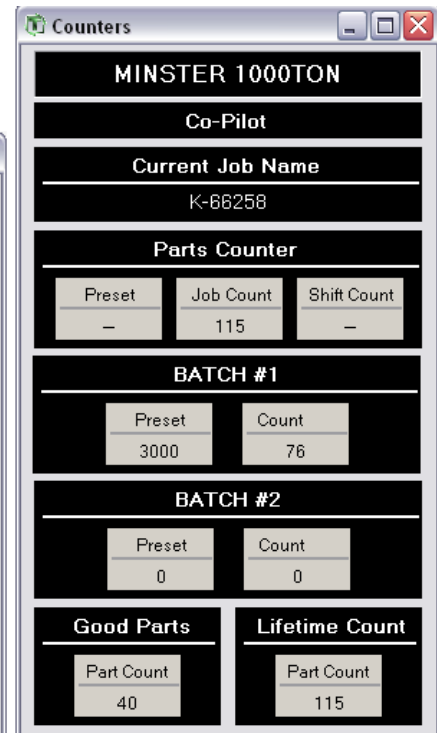 Counters
MINSTER 1000TON
Co-Pilot
Current Job Name
K-66258
Parts Counter
Preset Job Count Shift Count
– 115 –
BATCH #1
Preset Count
3000 76
BATCH #2
Preset Count
0 0
Good Parts Lifetime Count
Part Count Part Count
40 115